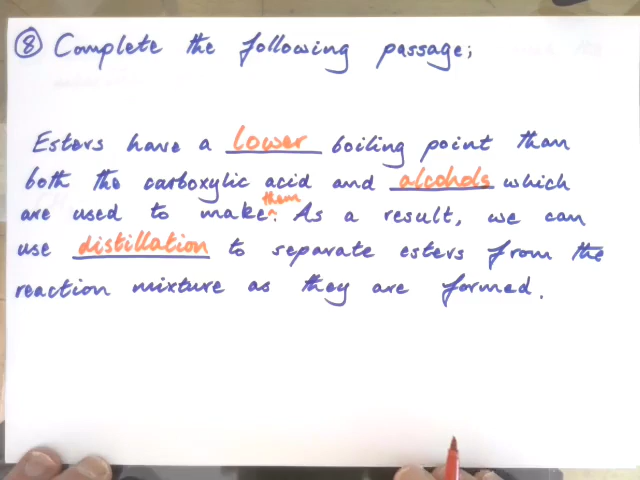 ⑧ Complete the following passage;
Esters have a lower boiling point than
both the carboxylic acid and alcohols which
are used to make them. As a result, we can
use distillation to separate esters from the
reaction mixture as they are formed.